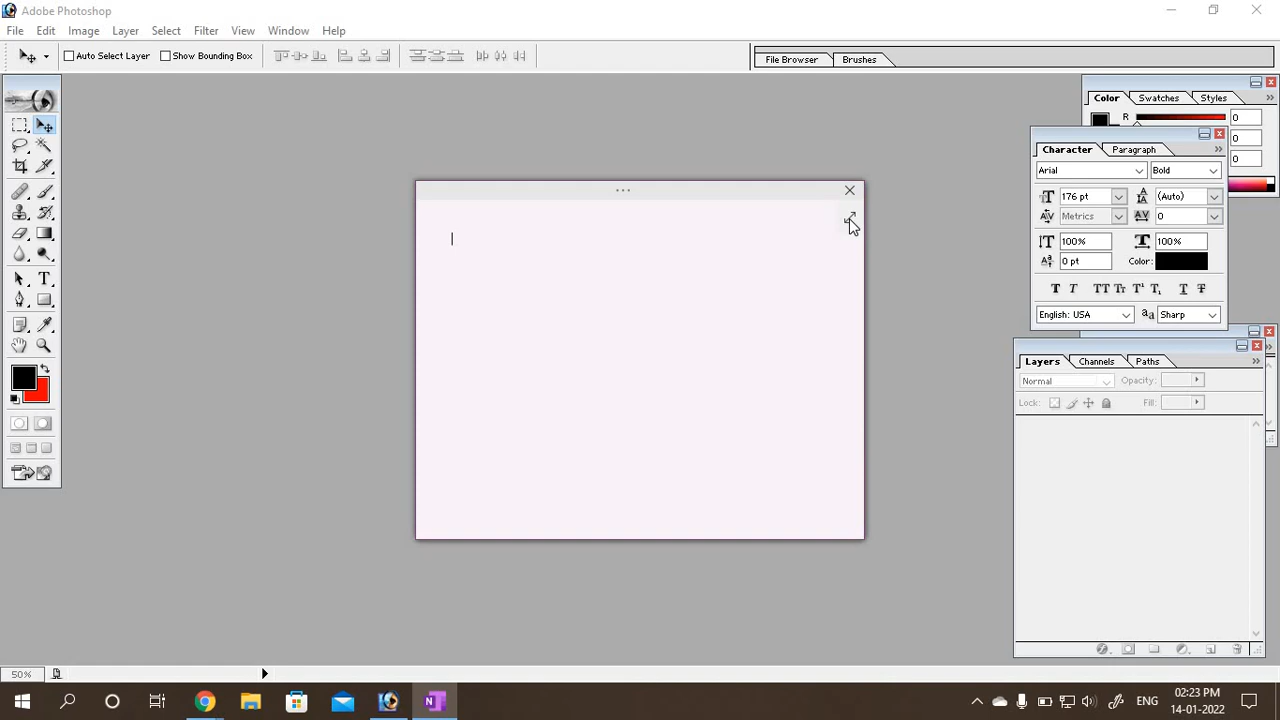 Adobe Photoshop
File Edit Image Layer Select Filter View Window Help
Auto Select Layer Show Bounding Box File Browser Brushes
Color Swatches Styles
R 0
0
0
Character Paragraph
Arial Bold
176 pt (Auto)
Metrics 0
100% 100%
0 pt Color:
T T TT Tr T¹ T₁ T T
English: USA aa Sharp
Layers Channels Paths
Normal Opacity:
Lock: Fill:
50%
ENG 02:23 PM
14-01-2022